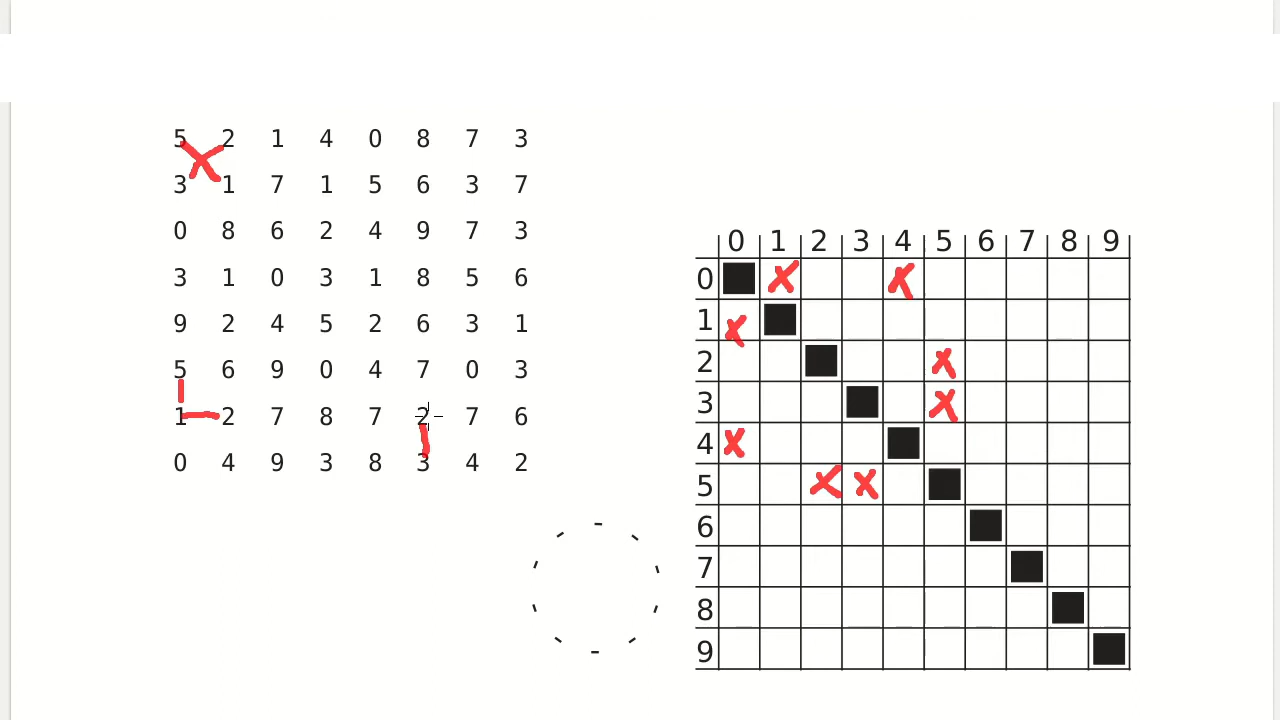 5 2 1 4 0 8 7 3
3 1 7 1 5 6 3 7
0 8 6 2 4 9 7 3
3 1 0 3 1 8 5 6
9 2 4 5 2 6 3 1
5 6 9 0 4 7 0 3
1 2 7 8 7 2 7 6
0 4 9 3 8 3 4 2
0 1 2 3 4 5 6 7 8 9
0
1
2
3
4
5
6
7
8
9